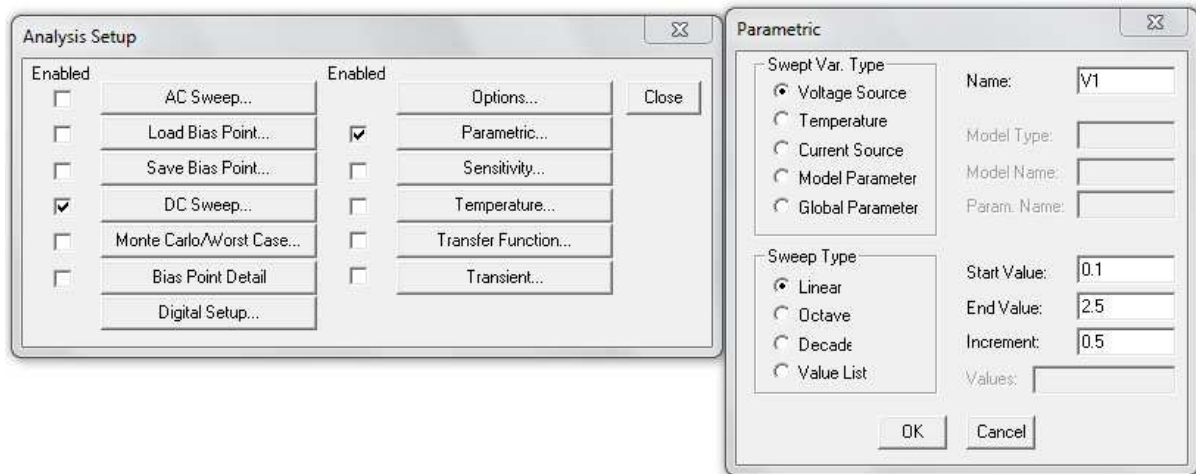 Analysis Setup
Enabled Enabled
AC Sweep... Options... Close
Load Bias Point... Parametric...
Save Bias Point... Sensitivity...
DC Sweep... Temperature...
Monte Carlo/Worst Case... Transfer Function...
Bias Point Detail Transient...
Digital Setup...
Parametric
Swept Var. Type
Voltage Source
Temperature
Current Source
Model Parameter
Global Parameter
Name: V1
Model Type:
Model Name:
Param. Name:
Sweep Type
Linear
Octave
Decade
Value List
Start Value: 0.1
End Value: 2.5
Increment: 0.5
Values:
OK Cancel